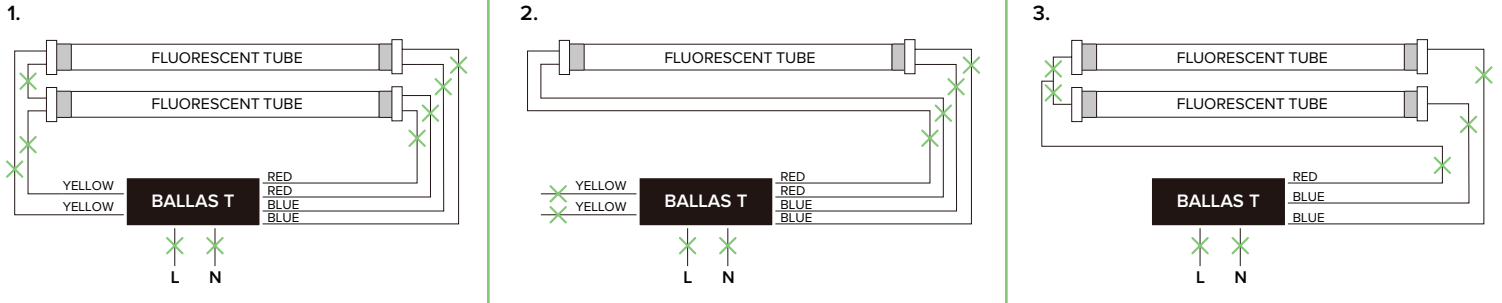 1.
FLUORESCENT TUBE
FLUORESCENT TUBE
YELLOW
YELLOW
BALLAS T
RED
RED
BLUE
BLUE
L N
2.
FLUORESCENT TUBE
YELLOW
YELLOW
BALLAS T
RED
RED
BLUE
BLUE
L N
3.
FLUORESCENT TUBE
FLUORESCENT TUBE
BALLAS T
RED
BLUE
BLUE
L N